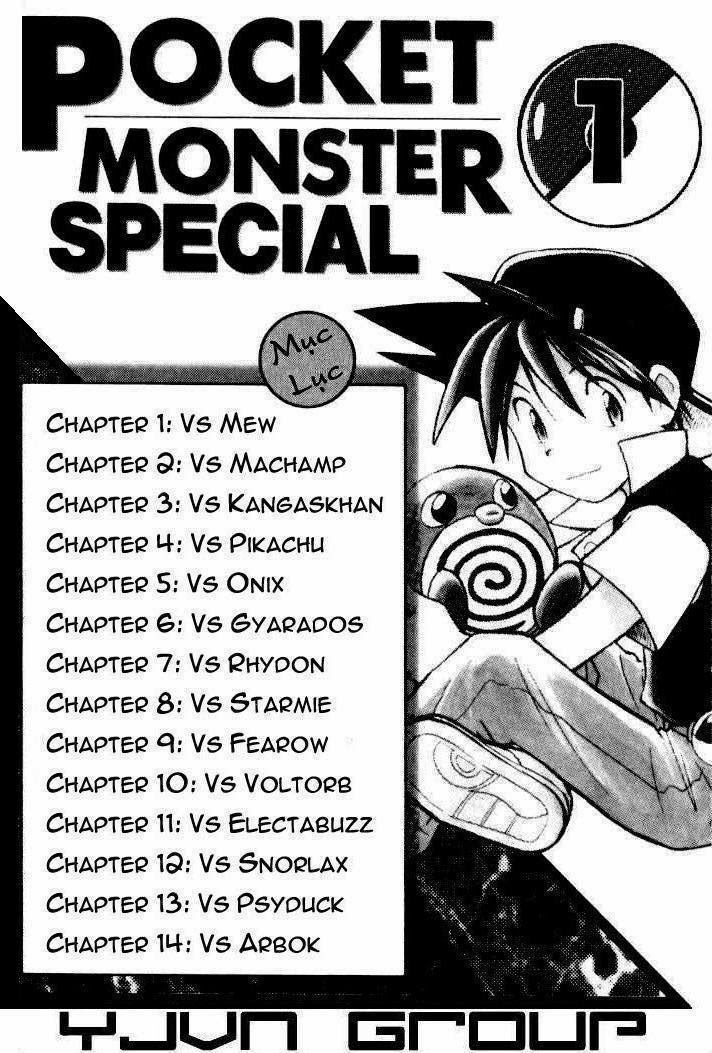 POCKET
MONSTER
SPECIAL
1
Mục
Lục
Chapter 1: Vs Mew
Chapter 2: Vs Machamp
Chapter 3: Vs Kangaskhan
Chapter 4: Vs Pikachu
Chapter 5: Vs Onix
Chapter 6: Vs Gyarados
Chapter 7: Vs Rhydon
Chapter 8: Vs Starmie
Chapter 9: Vs Fearow
Chapter 10: Vs Voltorb
Chapter 11: Vs Electabuzz
Chapter 12: Vs Snorlax
Chapter 13: Vs Psyduck
Chapter 14: Vs Arbok
YJVN GROUP